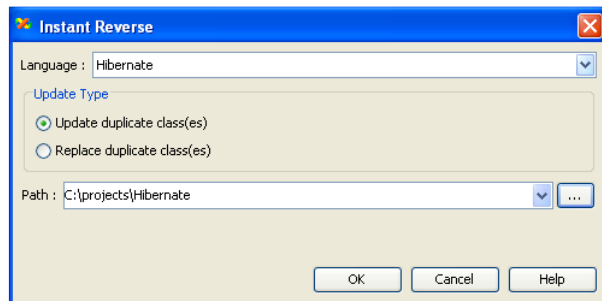 Instant Reverse
Language : Hibernate
Update Type
Update duplicate class(es)
Replace duplicate class(es)
Path : C:\projects\Hibernate ...
OK Cancel Help